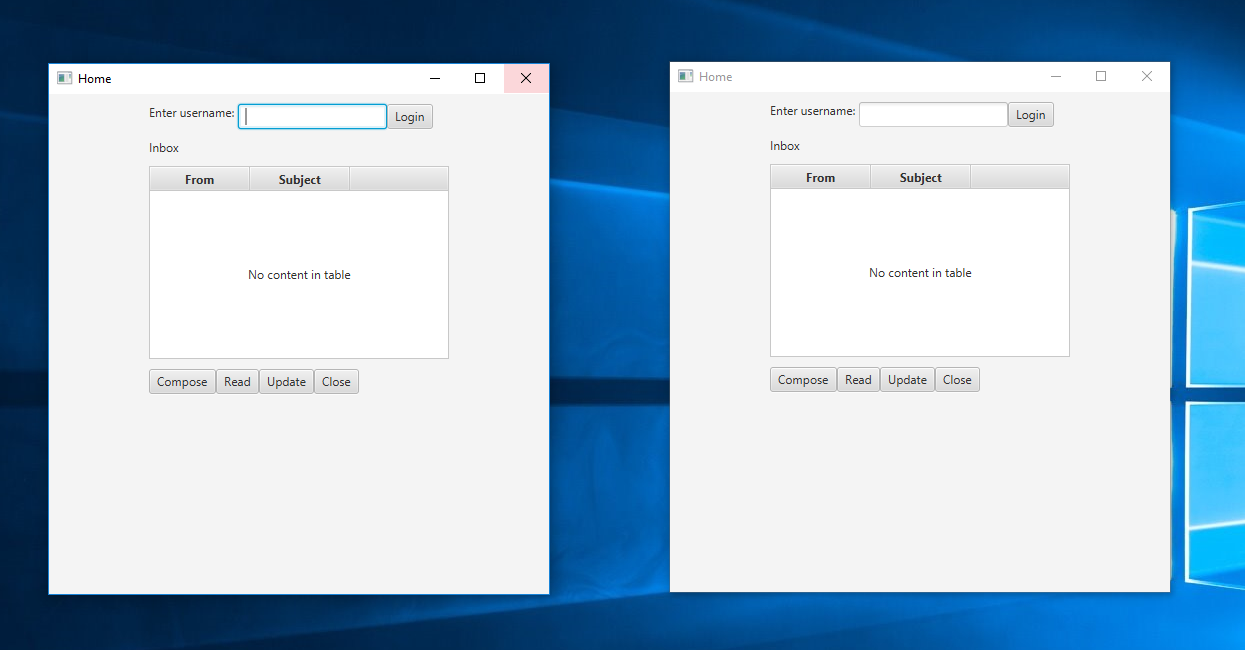 Home
Enter username: Login
Inbox
From Subject
No content in table
Compose Read Update Close
Home
Enter username: Login
Inbox
From Subject
No content in table
Compose Read Update Close